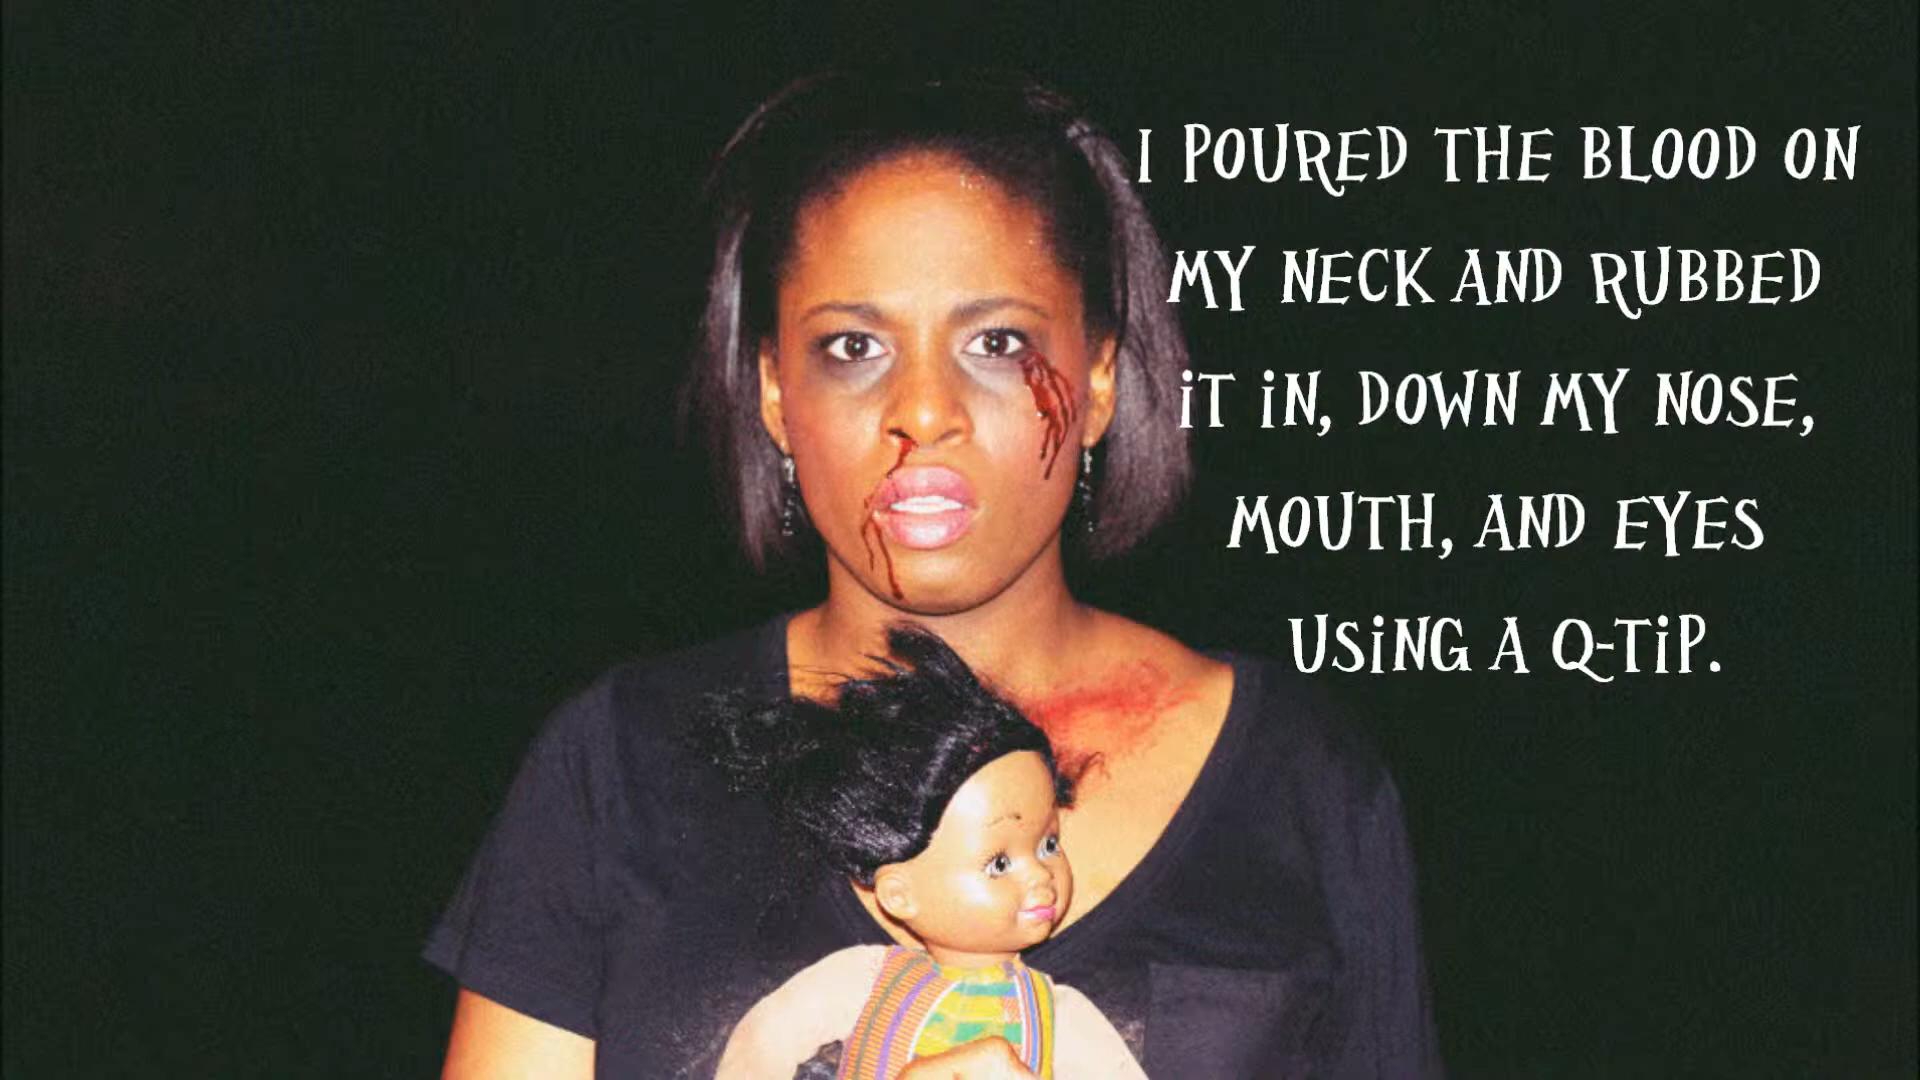 I POURED THE BLOOD ON
MY NECK AND RUBBED
iT iN, DOWN MY NOSE,
MOUTH, AND EYES
USiNG A Q-TiP.